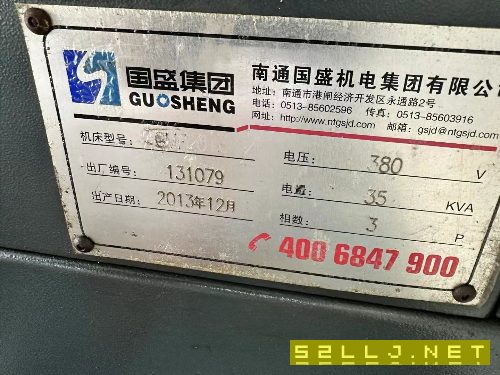 国盛集团
GUOSHENG
南通国盛机电集团有限公
地址: 南通市港闸经济开发区永通路2号
电话: 0513-85602596 传真: 0513-85603916
网址: http://www.ntgsjd.com 邮箱: gsjd@ntgsjd.com
机床型号:
出厂编号: 131079
出产日期: 2013年12月
电压: 380 V
电源: 35 KVA
相数: 3 P
400 6847 900
52LLJ.NET